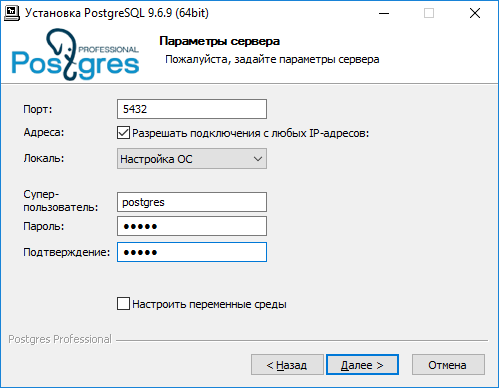 Установка PostgreSQL 9.6.9 (64bit)
PROFESSIONAL
Postgres
Параметры сервера
Пожалуйста, задайте параметры сервера
Порт: 5432
Адреса: Разрешать подключения с любых IP-адресов:
Локаль: Настройка ОС
Супер-
пользователь: postgres
Пароль: •••••
Подтверждение: •••••
Настроить переменные среды
Postgres Professional
< Назад Далее > Отмена